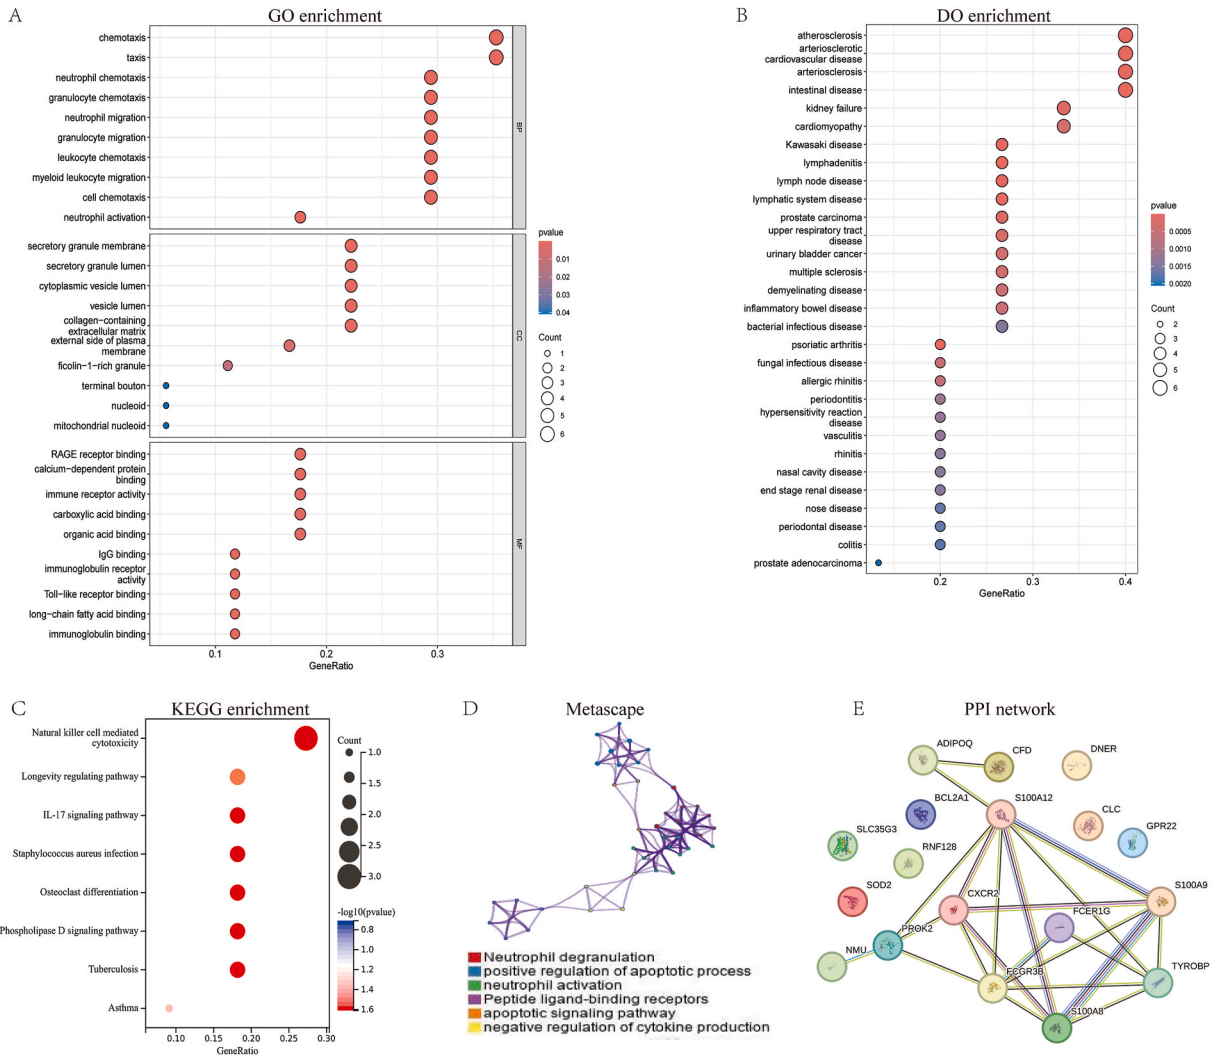 A
GO enrichment
chemotaxis
taxis
neutrophil chemotaxis
granulocyte chemotaxis
neutrophil migration
granulocyte migration
leukocyte chemotaxis
myeloid leukocyte migration
cell chemotaxis
neutrophil activation
BP
secretory granule membrane
secretory granule lumen
cytoplasmic vesicle lumen
vesicle lumen
collagen−containing
extracellular matrix
external side of plasma
membrane
ficolin−1−rich granule
terminal bouton
nucleoid
mitochondrial nucleoid
CC
RAGE receptor binding
calcium−dependent protein
binding
immune receptor activity
carboxylic acid binding
organic acid binding
IgG binding
immunoglobulin receptor
activity
Toll−like receptor binding
long−chain fatty acid binding
immunoglobulin binding
MF
0.1
0.2
0.3
GeneRatio
pvalue
0.01
0.02
0.03
0.04
Count
1
2
3
4
5
6
B
DO enrichment
atherosclerosis
arteriosclerotic
cardiovascular disease
arteriosclerosis
intestinal disease
kidney failure
cardiomyopathy
Kawasaki disease
lymphadenitis
lymph node disease
lymphatic system disease
prostate carcinoma
upper respiratory tract
disease
urinary bladder cancer
multiple sclerosis
demyelinating disease
inflammatory bowel disease
bacterial infectious disease
psoriatic arthritis
fungal infectious disease
allergic rhinitis
periodontitis
hypersensitivity reaction
disease
vasculitis
rhinitis
nasal cavity disease
end stage renal disease
nose disease
periodontal disease
colitis
prostate adenocarcinoma
0.2
0.3
0.4
GeneRatio
pvalue
0.0005
0.0010
0.0015
0.0020
Count
2
3
4
5
6
C
KEGG enrichment
Natural killer cell mediated
cytotoxicity
Longevity regulating pathway
IL-17 signaling pathway
Staphylococcus aureus infection
Osteoclast differentiation
Phospholipase D signaling pathway
Tuberculosis
Asthma
0.10
0.15
0.20
0.25
0.30
GeneRatio
Count
1.0
1.5
2.0
2.5
3.0
-log10(pvalue)
0.8
1.0
1.2
1.4
1.6
D
Metascape
Neutrophil degranulation
positive regulation of apoptotic process
neutrophil activation
Peptide ligand-binding receptors
apoptotic signaling pathway
negative regulation of cytokine production
E
PPI network
ADIPOQ
CFD
DNER
BCL2A1
S100A12
CLC
SLC35G3
GPR22
RNF128
SOD2
CXCR2
S100A9
FCER1G
PROK2
NMU
FCGR3B
TYROBP
S100A8